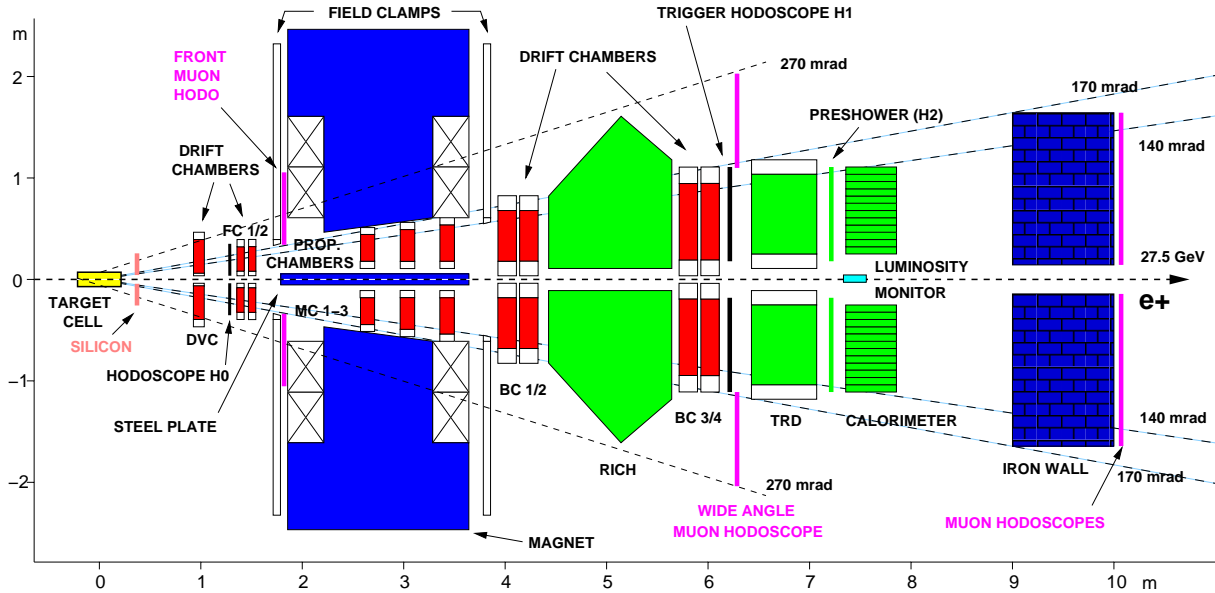 m
FIELD CLAMPS
TRIGGER HODOSCOPE H1
2
FRONT
MUON
HODO
DRIFT CHAMBERS
270 mrad
170 mrad
PRESHOWER (H2)
140 mrad
DRIFT
CHAMBERS
1
FC 1/2
PROP.
CHAMBERS
27.5 GeV
0
LUMINOSITY
MONITOR
e+
TARGET
CELL
SILICON
DVC
MC 1−3
HODOSCOPE H0
STEEL PLATE
−1
BC 1/2
BC 3/4
TRD
CALORIMETER
140 mrad
RICH
IRON WALL
170 mrad
−2
270 mrad
WIDE ANGLE
MUON HODOSCOPE
MUON HODOSCOPES
MAGNET
0 1 2 3 4 5 6 7 8 9 10 m